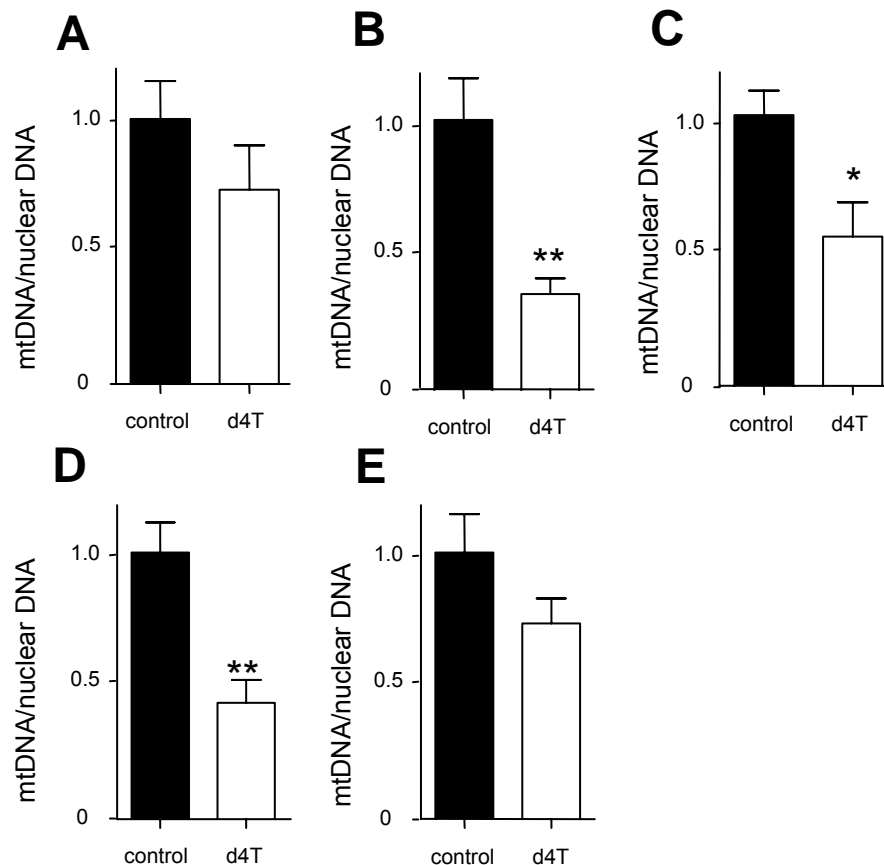 A
mtDNA/nuclear DNA
1.0
0.5
0
control d4T
B
mtDNA/nuclear DNA
1.0
0.5
0
**
control d4T
C
mtDNA/nuclear DNA
1.0
0.5
0
*
control d4T
D
mtDNA/nuclear DNA
1.0
0.5
0
**
control d4T
E
mtDNA/nuclear DNA
1.0
0.5
0
control d4T